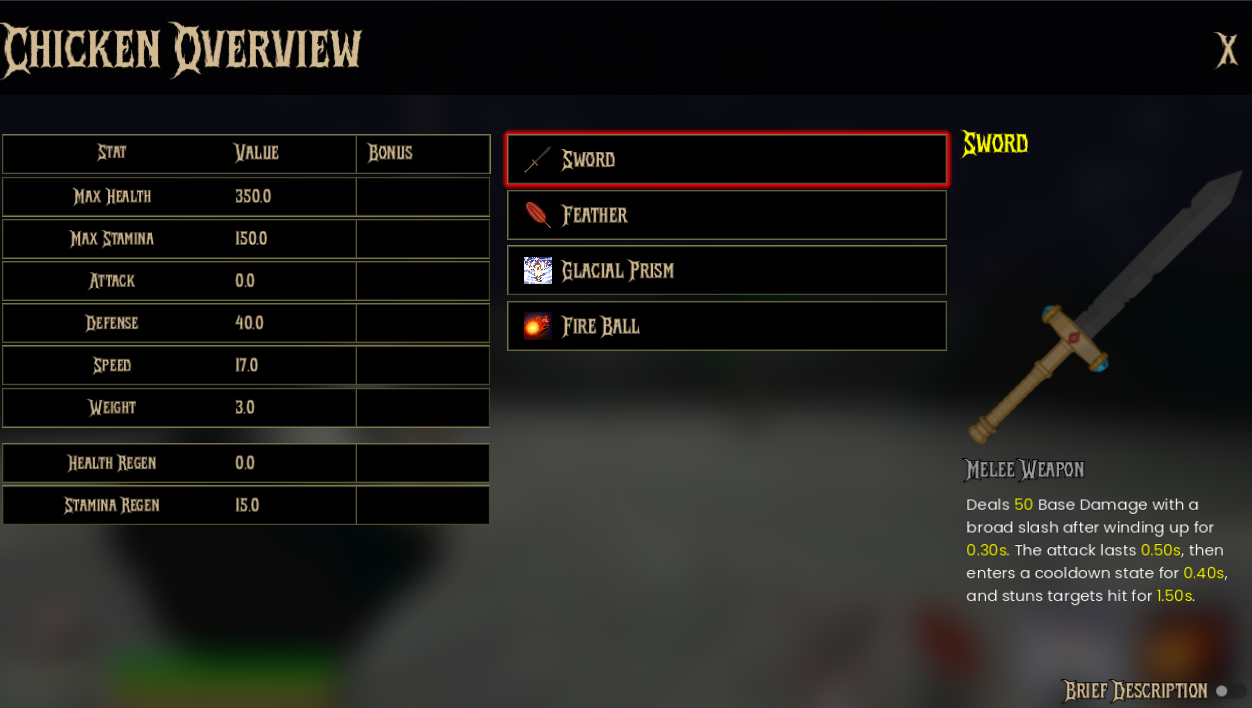 Chicken Overview
X
Stat Value Bonus
Max Health 350.0
Max Stamina 150.0
Attack 0.0
Defense 40.0
Speed 17.0
Weight 3.0
Health Regen 0.0
Stamina Regen 15.0
Sword
Feather
Glacial Prism
Fire Ball
Sword
Melee Weapon
Deals 50 Base Damage with a
broad slash after winding up for
0.30s. The attack lasts 0.50s, then
enters a cooldown state for 0.40s,
and stuns targets hit for 1.50s.
Brief Description